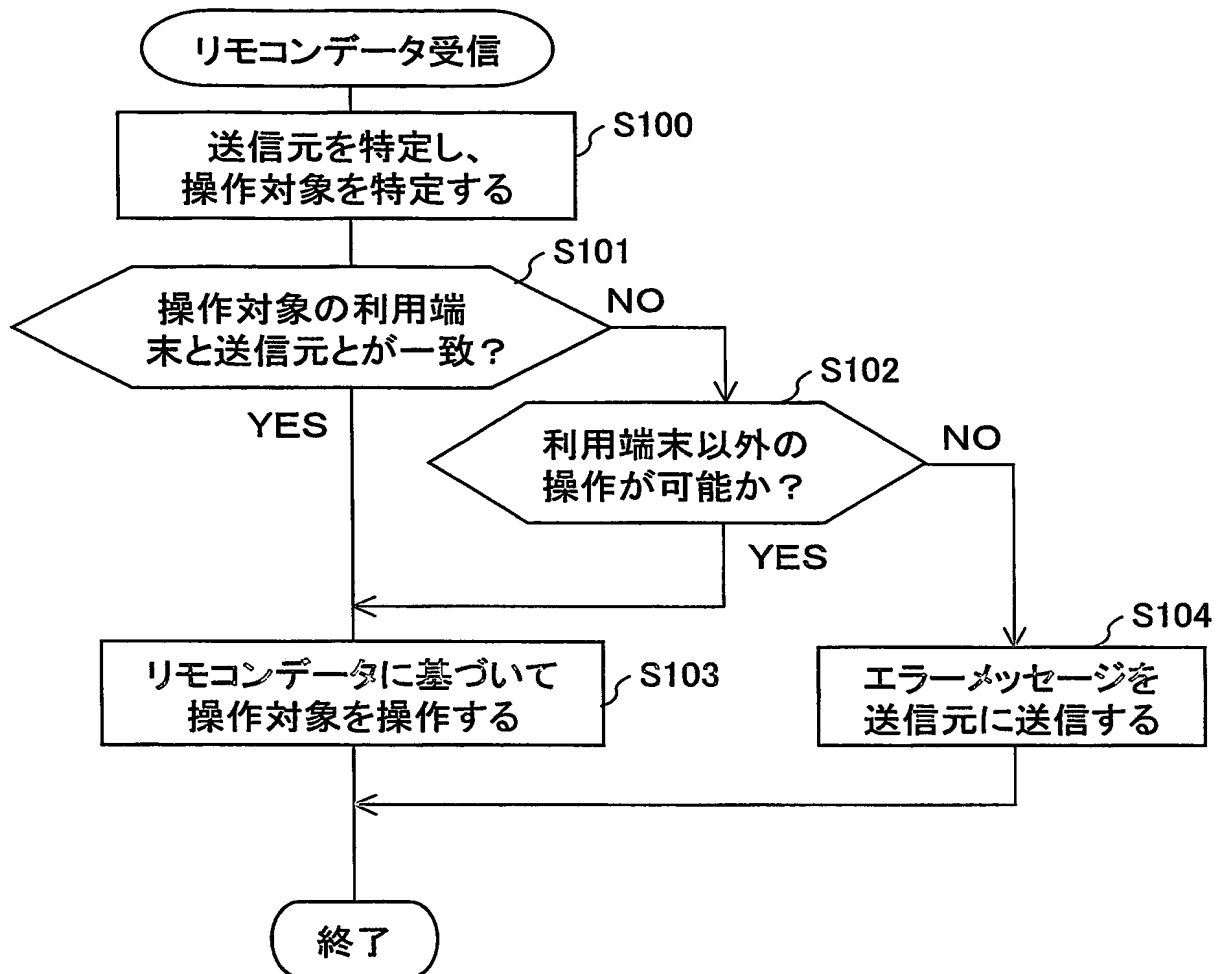 リモコンデータ受信
S100
送信元を特定し、
操作対象を特定する
S101
操作対象の利用端
末と送信元とが一致？
NO
YES
S102
利用端末以外の
操作が可能か？
NO
YES
リモコンデータに基づいて
操作対象を操作する
S103
S104
エラーメッセージを
送信元に送信する
終了